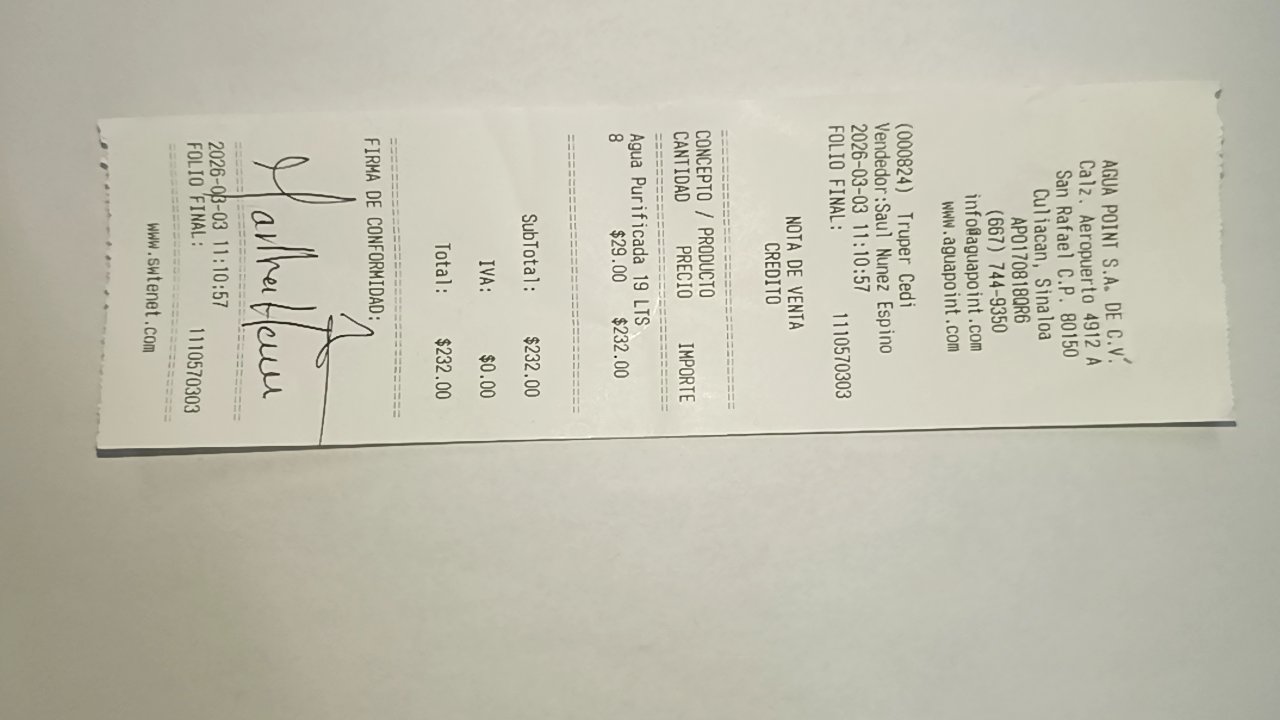 AGUA POINT S.A. DE C.V.
Calz. Aeropuerto 4912 A
San Rafael C.P. 80150
Culiacan, Sinaloa
APO170818QR6
(667) 744-9350
info@aguapoint.com
www.aguapoint.com
(000824) Truper Cedi
Vendedor:Saul Nunez Espino
2026-03-03 11:10:57
FOLIO FINAL: 1110570303
NOTA DE VENTA
CREDITO
CONCEPTO / PRODUCTO
CANTIDAD PRECIO IMPORTE
Agua Purificada 19 LTS
8 $29.00 $232.00
SubTotal: $232.00
IVA: $0.00
Total: $232.00
FIRMA DE CONFORMIDAD:
2026-03-03 11:10:57
FOLIO FINAL: 1110570303
www.swtenet.com